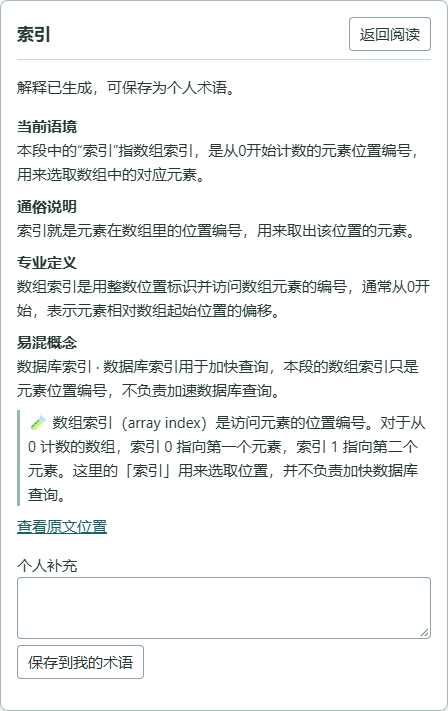 索引
返回阅读
解释已生成，可保存为个人术语。
当前语境
本段中的“索引”指数组索引，是从0开始计数的元素位置编号，
用来选取数组中的对应元素。
通俗说明
索引就是元素在数组里的位置编号，用来取出该位置的元素。
专业定义
数组索引是用整数位置标识并访问数组元素的编号，通常从0开
始，表示元素相对数组起始位置的偏移。
易混概念
数据库索引 · 数据库索引用于加快查询，本段的数组索引只是
元素位置编号，不负责加速数据库查询。
数组索引（array index）是访问元素的位置编号。对于从
0 计数的数组，索引 0 指向第一个元素，索引 1 指向第二个
元素。这里的「索引」用来选取位置，并不负责加快数据库
查询。
查看原文位置
个人补充
保存到我的术语